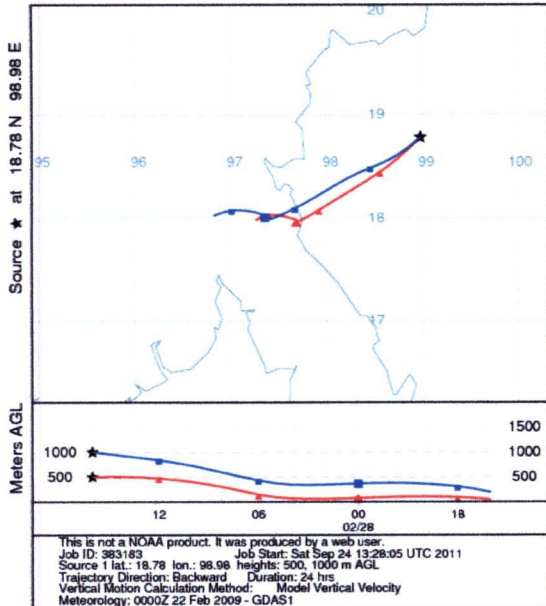 Source ★ at 18.78 N 98.98 E
20
19
95 96 97 98 99 100
18
17
Meters AGL
1500
1000 1000
500 500
12 06 00 18
02/28
This is not a NOAA product. It was produced by a web user.
Job ID: 383183 Job Start: Sat Sep 24 13:28:05 UTC 2011
Source 1 lat.: 18.78 lon.: 98.98 heights: 500, 1000 m AGL
Trajectory Direction: Backward Duration: 24 hrs
Vertical Motion Calculation Method: Model Vertical Velocity
Meteorology: 0000Z 22 Feb 2009 - GDAS1